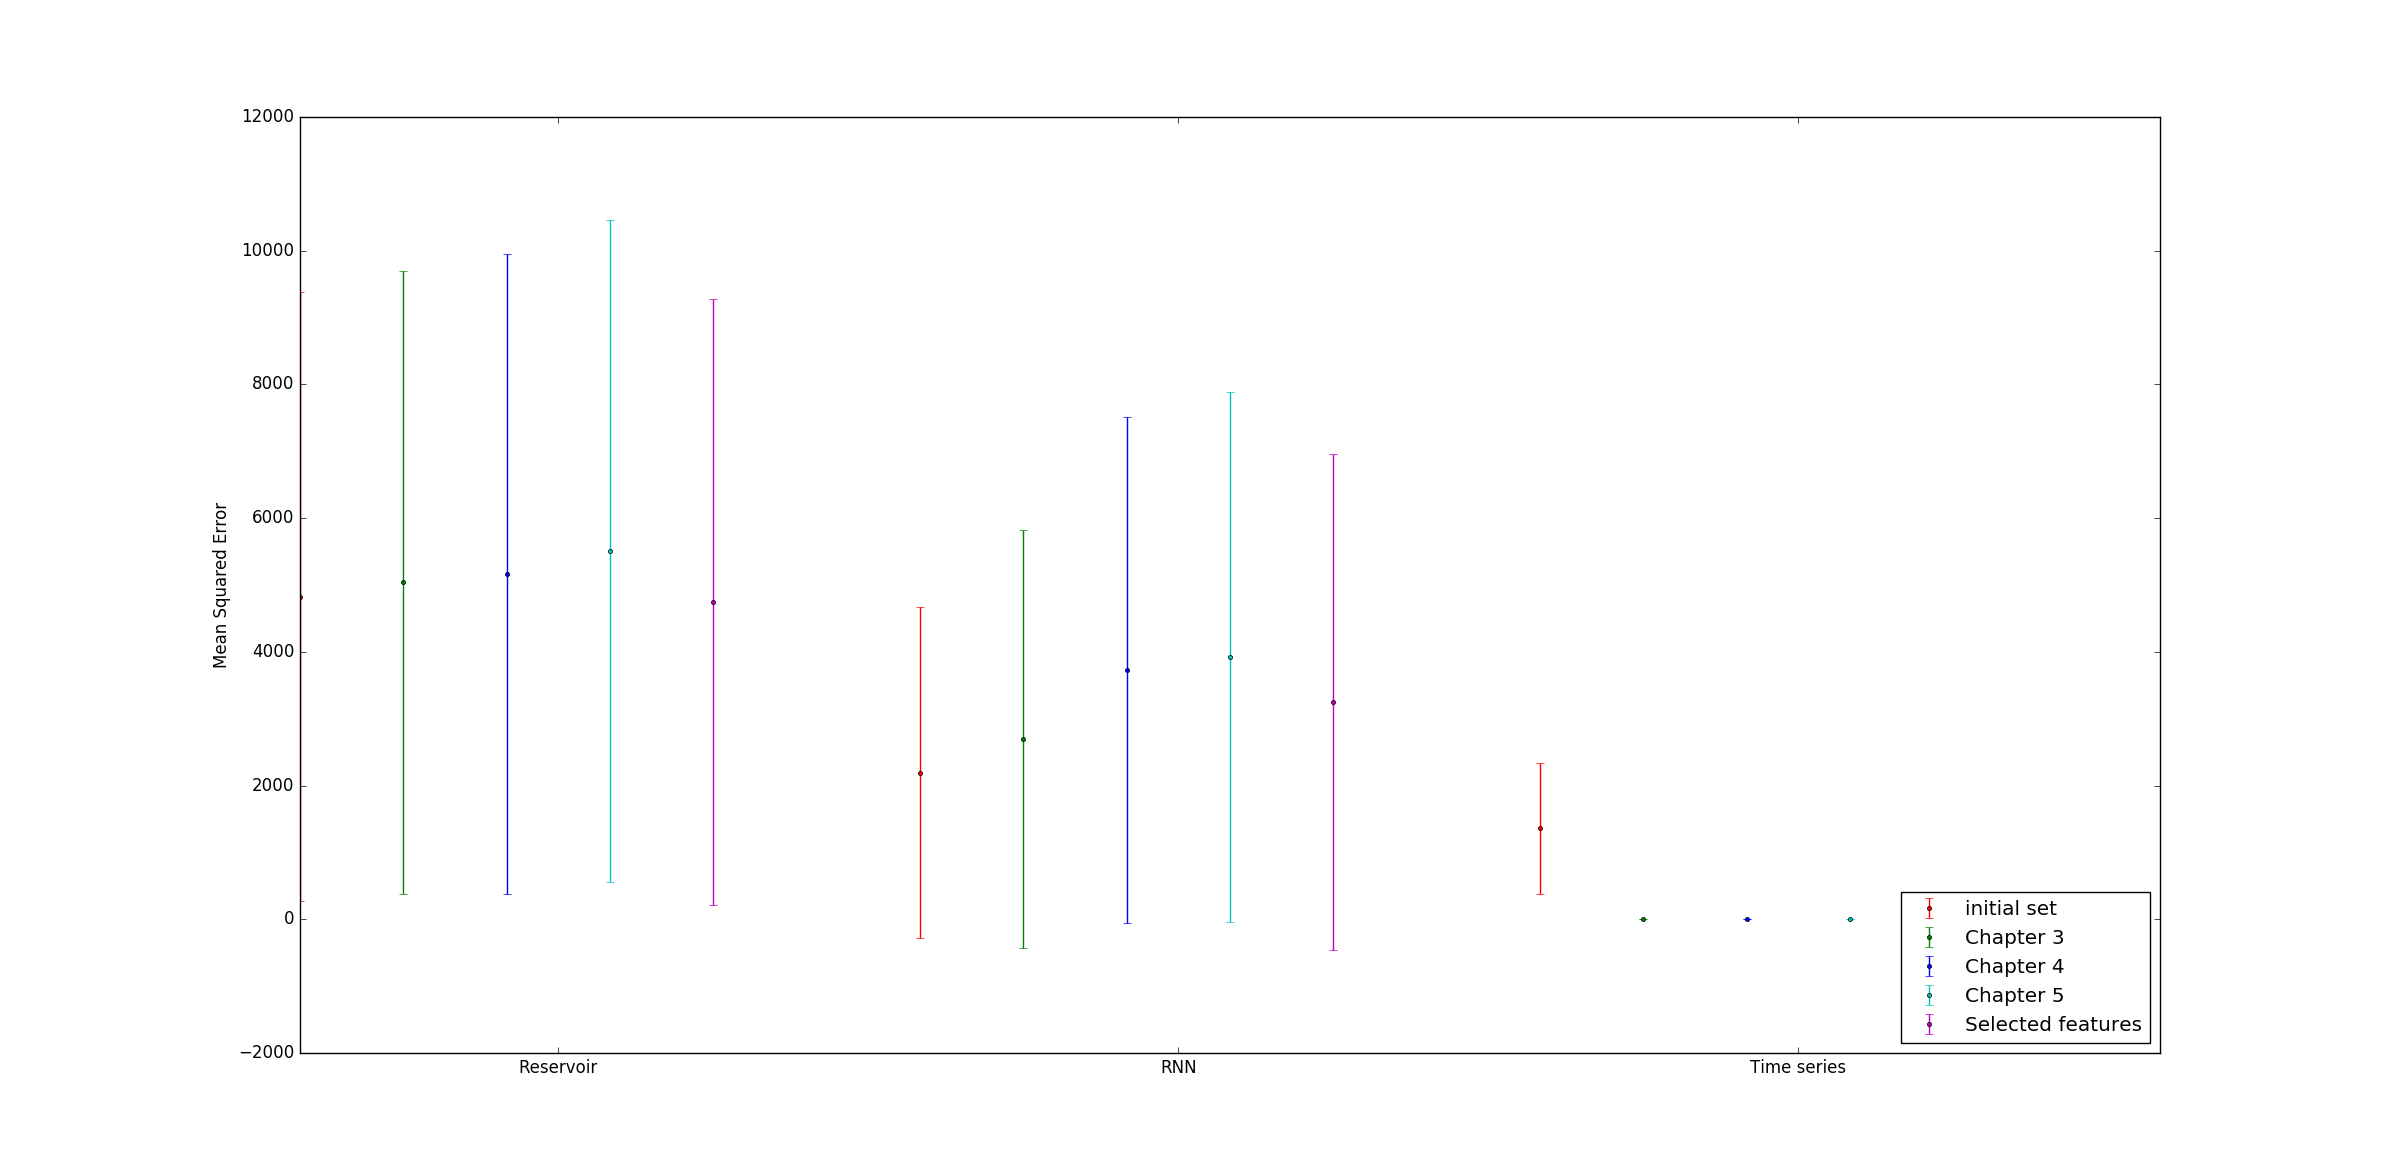 12000
10000
8000
6000
4000
2000
0
−2000
Mean Squared Error
Reservoir
RNN
Time series
initial set
Chapter 3
Chapter 4
Chapter 5
Selected features